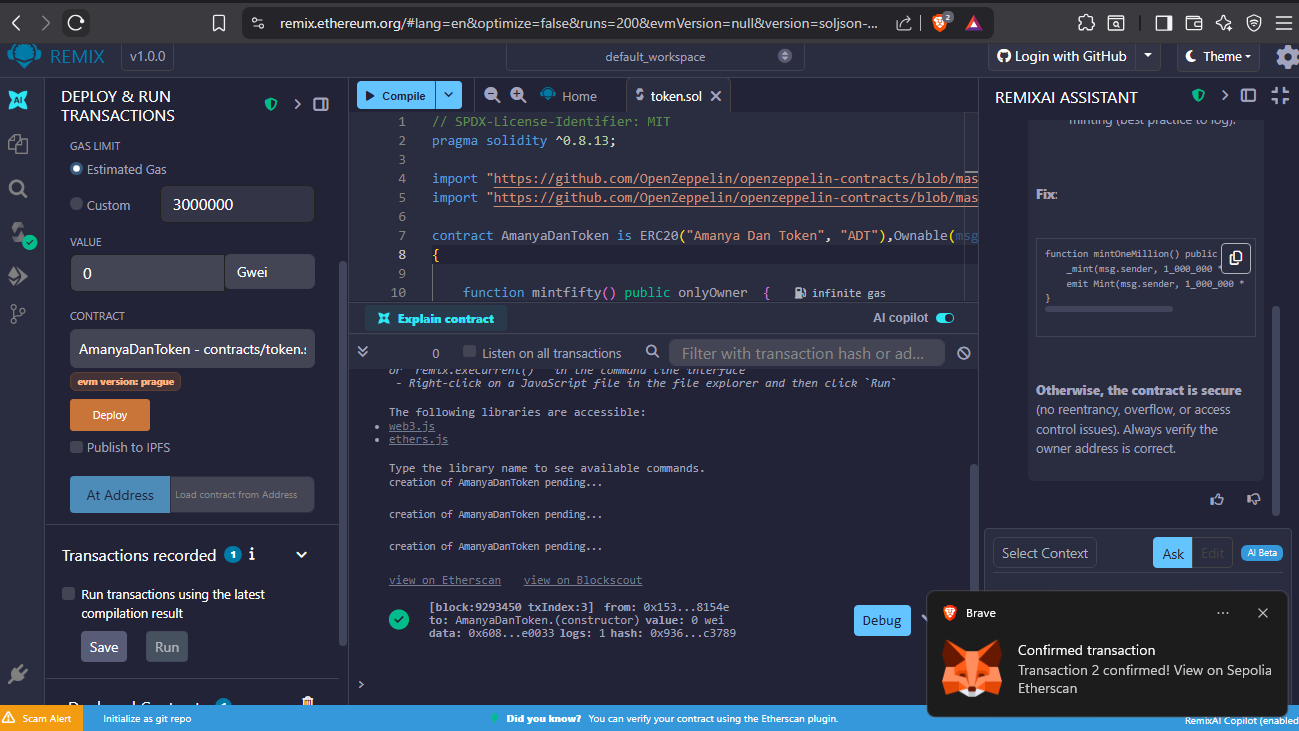 remix.ethereum.org/#lang=en&optimize=false&runs=200&evmVersion=null&version=soljson-...
2
REMIX
v1.0.0
default_workspace
Login with GitHub
Theme
AI
DEPLOY & RUN
TRANSACTIONS
GAS LIMIT
Estimated Gas
Custom
3000000
VALUE
0
Gwei
CONTRACT
AmanyaDanToken - contracts/token.s
evm version: prague
Deploy
Publish to IPFS
At Address
Load contract from Address
Transactions recorded 1 i
Run transactions using the latest
compilation result
Save
Run
Compile
Home
token.sol
1 // SPDX-License-Identifier: MIT
2 pragma solidity ^0.8.13;
3
4 import "https://github.com/OpenZeppelin/openzeppelin-contracts/blob/mas
5 import "https://github.com/OpenZeppelin/openzeppelin-contracts/blob/mas
6
7 contract AmanyaDanToken is ERC20("Amanya Dan Token", "ADT"),Ownable(msg
8 {
9
10 function mintfifty() public onlyOwner { infinite gas
Explain contract
AI copilot
0
Listen on all transactions
Filter with transaction hash or ad...
or `remix.execCurrent()` in the command line interface
- Right-click on a JavaScript file in the file explorer and then click `Run`
The following libraries are accessible:
web3.js
ethers.js
Type the library name to see available commands.
creation of AmanyaDanToken pending...
creation of AmanyaDanToken pending...
creation of AmanyaDanToken pending...
view on Etherscan view on Blockscout
[block:9293450 txIndex:3] from: 0x153...8154e
to: AmanyaDanToken.(constructor) value: 0 wei
data: 0x608...e0033 logs: 1 hash: 0x936...c3789
Debug
>
REMIXAI ASSISTANT
minting (best practice to log).
Fix:
function mintOneMillion() public
_mint(msg.sender, 1_000_000 *
emit Mint(msg.sender, 1_000_000 *
}
Otherwise, the contract is secure
(no reentrancy, overflow, or access
control issues). Always verify the
owner address is correct.
Select Context
Ask
Edit
AI Beta
Brave
Confirmed transaction
Transaction 2 confirmed! View on Sepolia
Etherscan
Scam Alert
Initialize as git repo
Did you know? You can verify your contract using the Etherscan plugin.
RemixAI Copilot (enabled